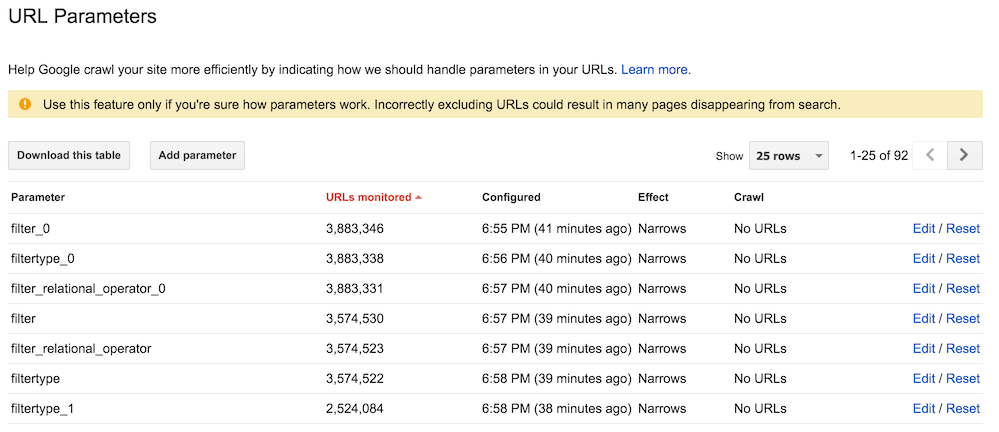 URL Parameters
Help Google crawl your site more efficiently by indicating how we should handle parameters in your URLs. Learn more.
Use this feature only if you're sure how parameters work. Incorrectly excluding URLs could result in many pages disappearing from search.
Download this table Add parameter Show 25 rows 1-25 of 92
Parameter URLs monitored Configured Effect Crawl
filter_0 3,883,346 6:55 PM (41 minutes ago) Narrows No URLs Edit / Reset
filtertype_0 3,883,338 6:56 PM (40 minutes ago) Narrows No URLs Edit / Reset
filter_relational_operator_0 3,883,331 6:57 PM (40 minutes ago) Narrows No URLs Edit / Reset
filter 3,574,530 6:57 PM (39 minutes ago) Narrows No URLs Edit / Reset
filter_relational_operator 3,574,523 6:57 PM (39 minutes ago) Narrows No URLs Edit / Reset
filtertype 3,574,522 6:58 PM (39 minutes ago) Narrows No URLs Edit / Reset
filtertype_1 2,524,084 6:58 PM (38 minutes ago) Narrows No URLs Edit / Reset